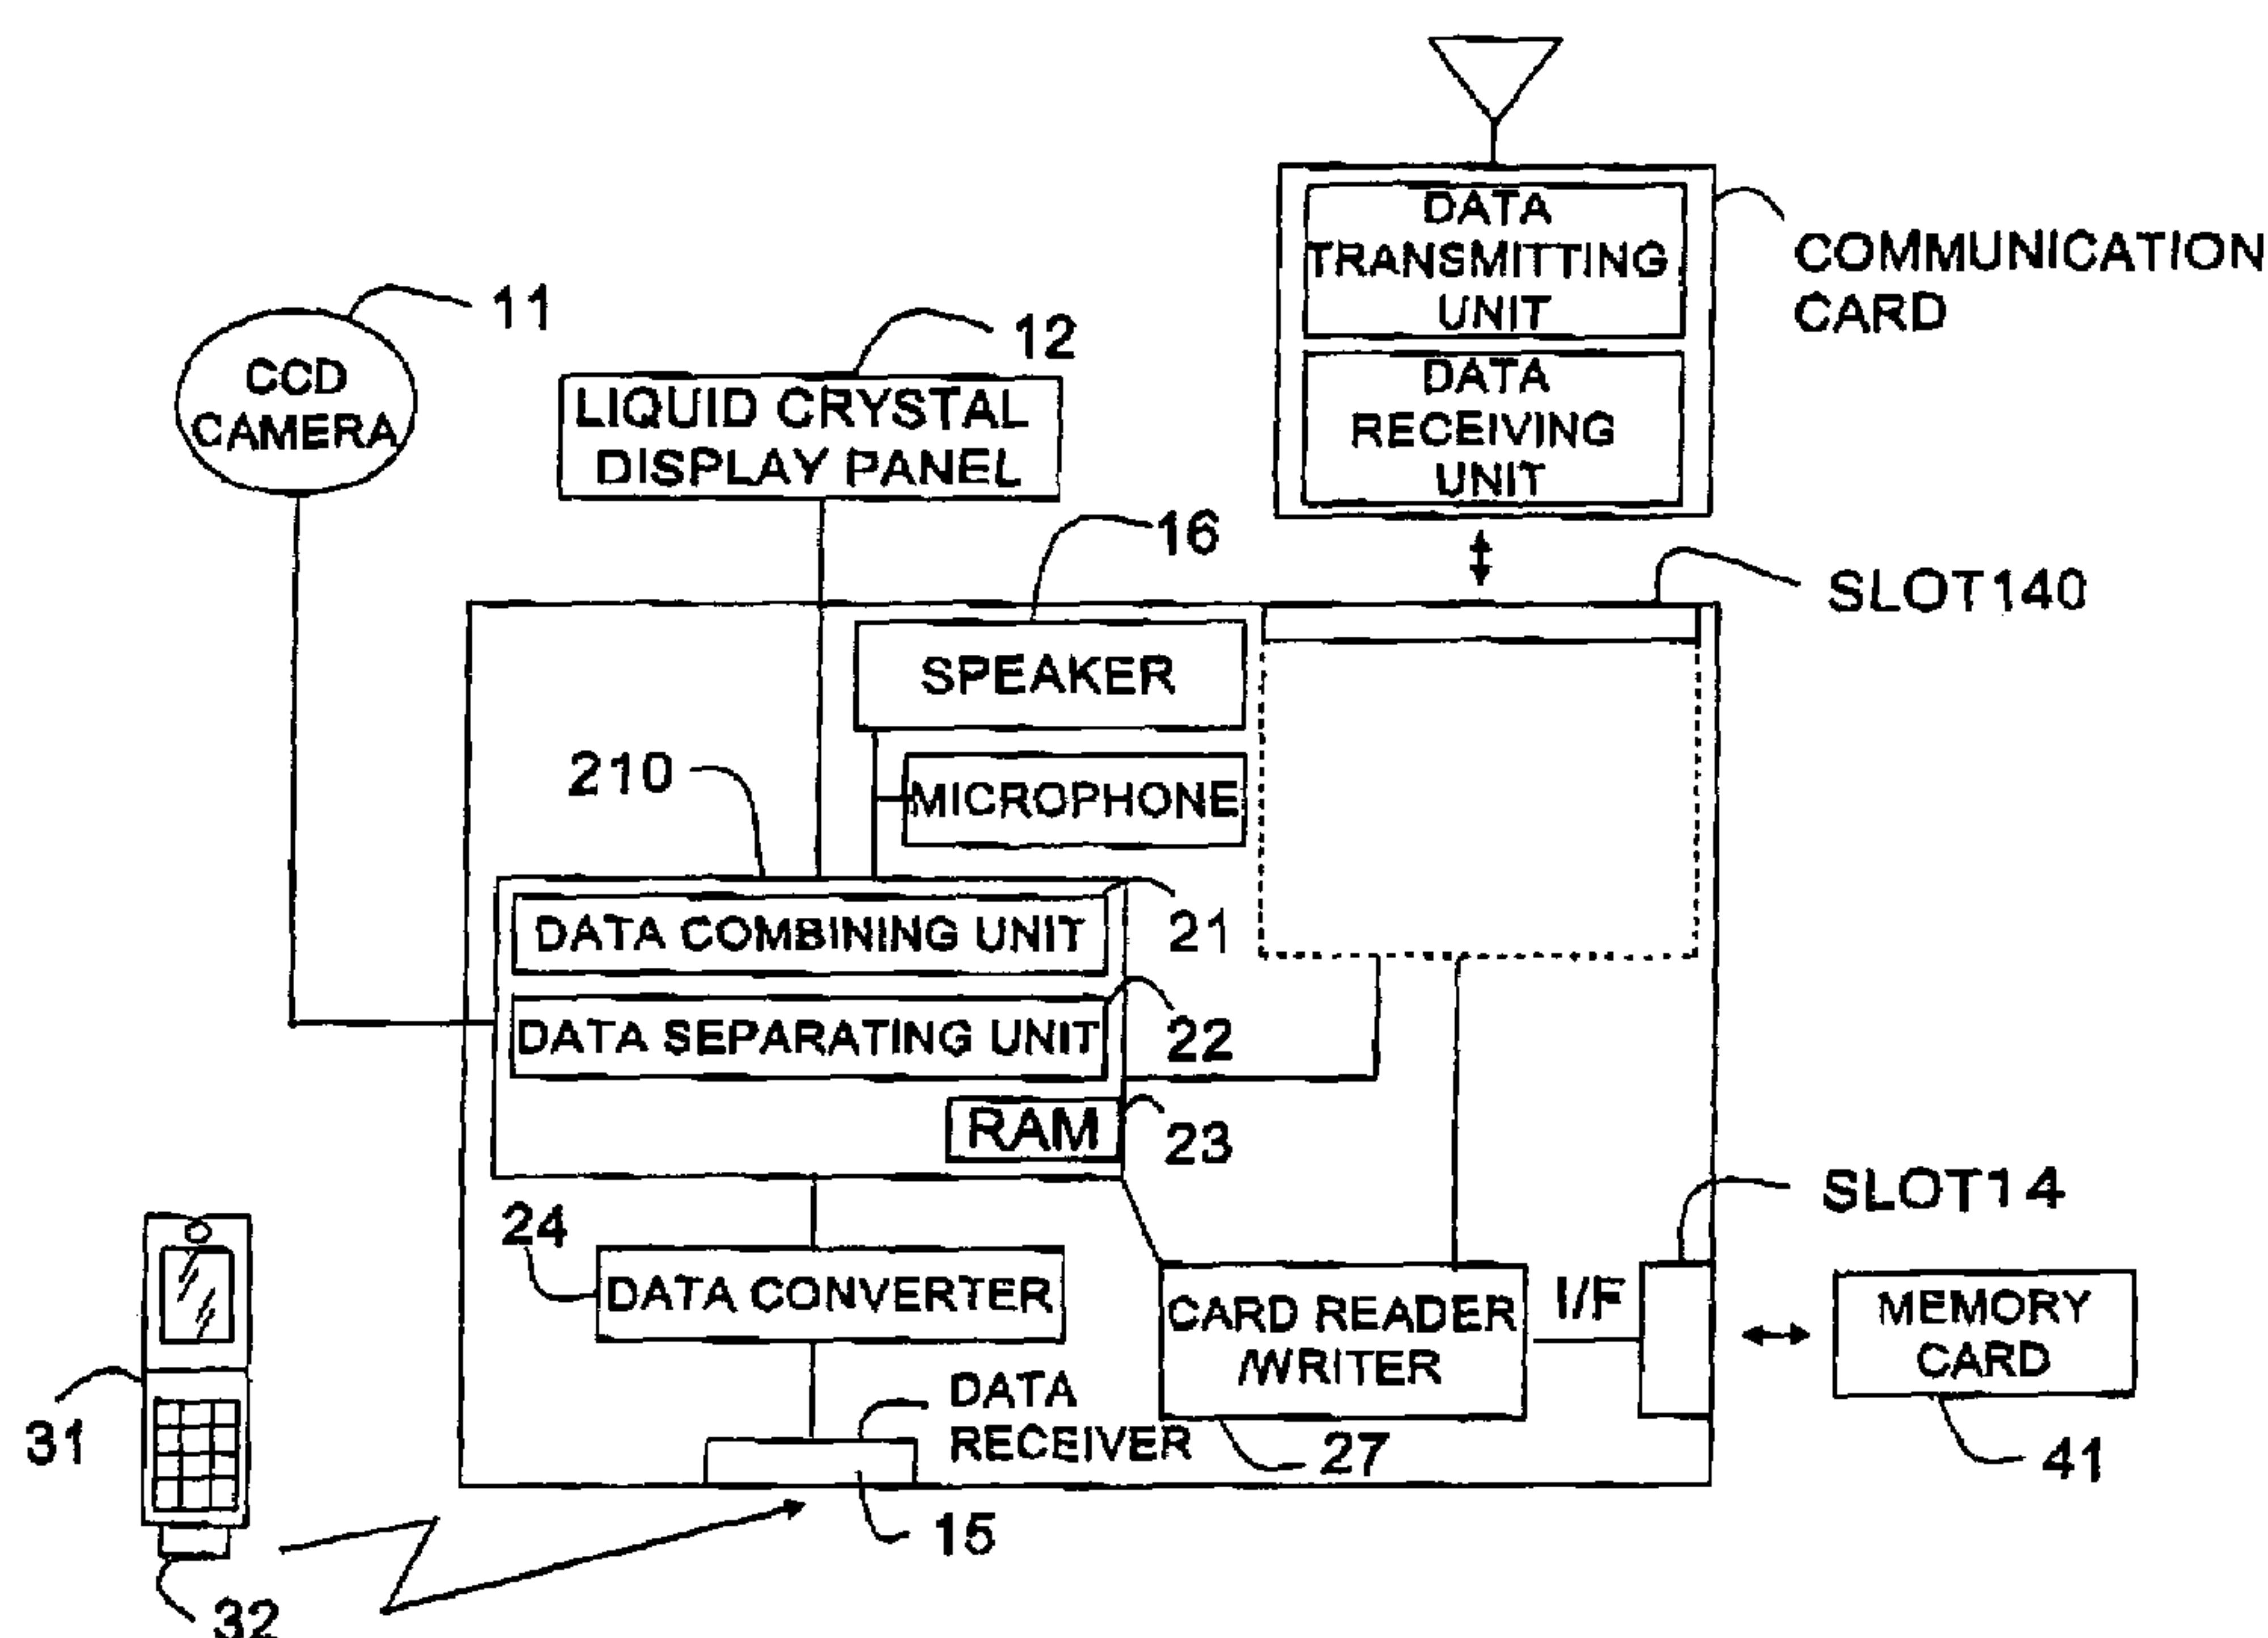 DATA
TRANSMITTING
UNIT
COMMUNICATION
CARD
11
12
CCD
CAMERA
LIQUID CRYSTAL
DISPLAY PANEL
DATA
RECEIVING
UNIT
16
SLOT140
SPEAKER
210
MICROPHONE
DATA COMBINING UNIT
21
DATA SEPARATING UNIT
22
RAM
23
SLOT14
24
DATA CONVERTER
CARD READER
/WRITER
I/F
MEMORY
CARD
31
DATA
RECEIVER
27
41
15
32